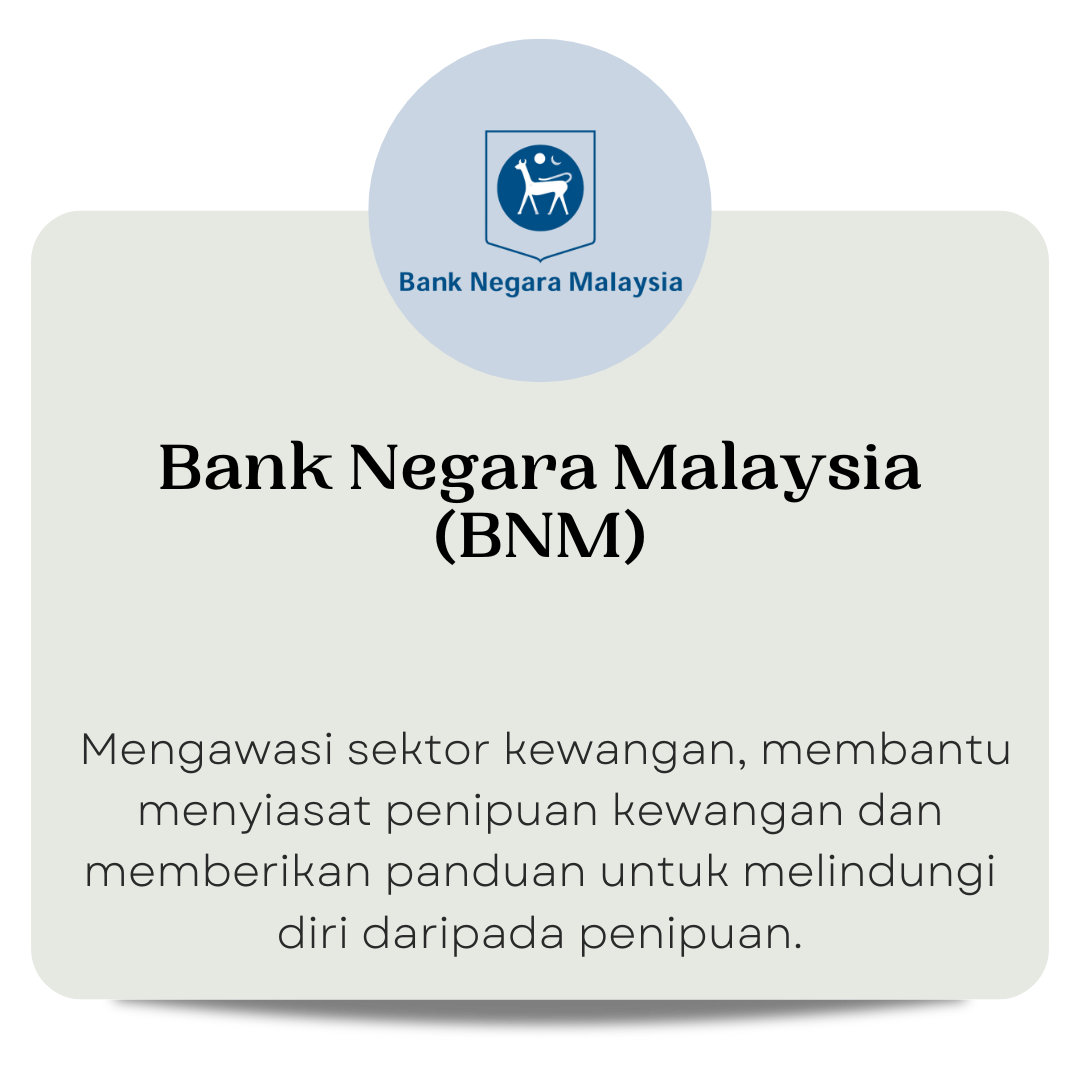 Bank Negara Malaysia
Bank Negara Malaysia
(BNM)
Mengawasi sektor kewangan, membantu
menyiasat penipuan kewangan dan
memberikan panduan untuk melindungi
diri daripada penipuan.